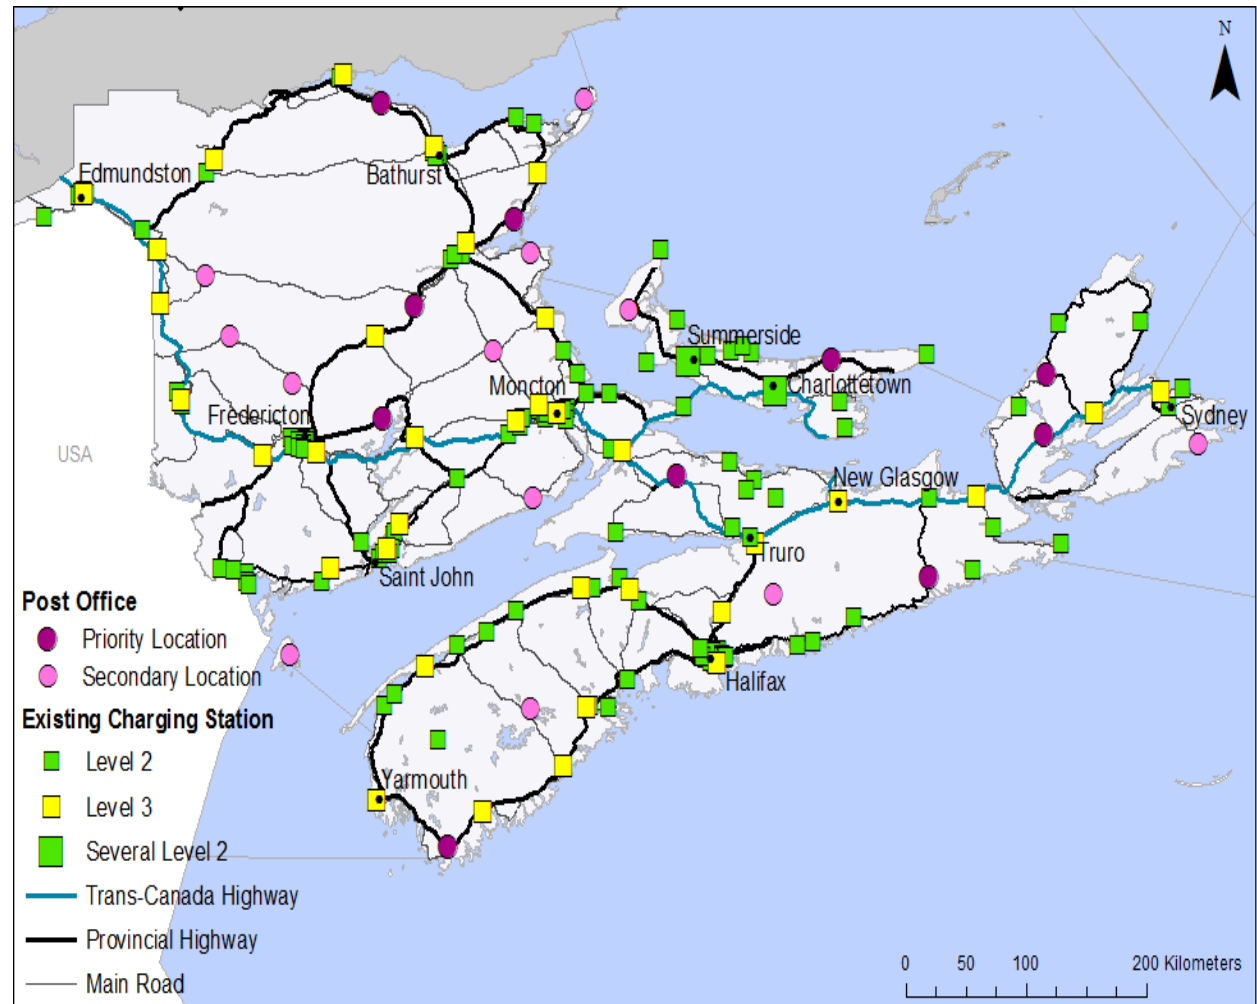 N
Edmundston
Bathurst
Summerside
Charlottetown
Moncton
Fredericton
Sydney
USA
New Glasgow
Truro
Saint John
Halifax
Yarmouth
Post Office
Priority Location
Secondary Location
Existing Charging Station
Level 2
Level 3
Several Level 2
Trans-Canada Highway
Provincial Highway
Main Road
0 50 100 200 Kilometers